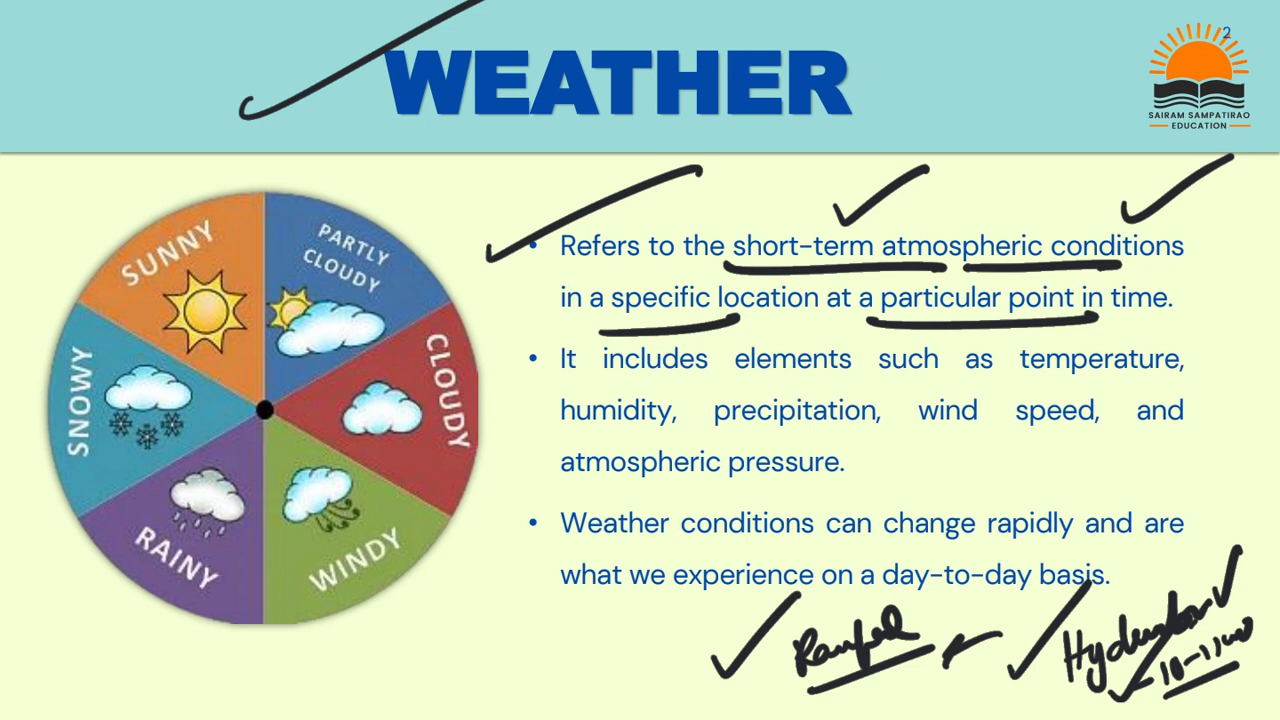 2
WEATHER
SAIRAM SAMPATIRAO
EDUCATION
SUNNY
PARTLY
CLOUDY
CLOUDY
WINDY
RAINY
SNOWY
• Refers to the short-term atmospheric conditions
in a specific location at a particular point in time.
• It includes elements such as temperature,
humidity, precipitation, wind speed, and
atmospheric pressure.
• Weather conditions can change rapidly and are
what we experience on a day-to-day basis.